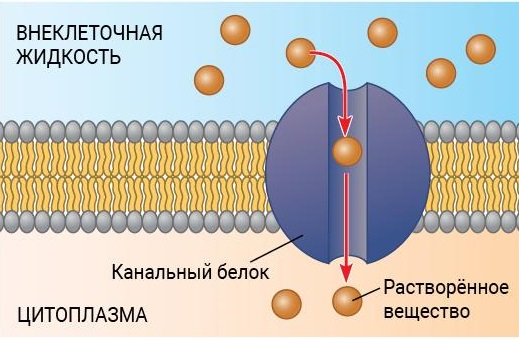 ВНЕКЛЕТОЧНАЯ
ЖИДКОСТЬ
Канальный белок
Растворённое
вещество
ЦИТОПЛАЗМА